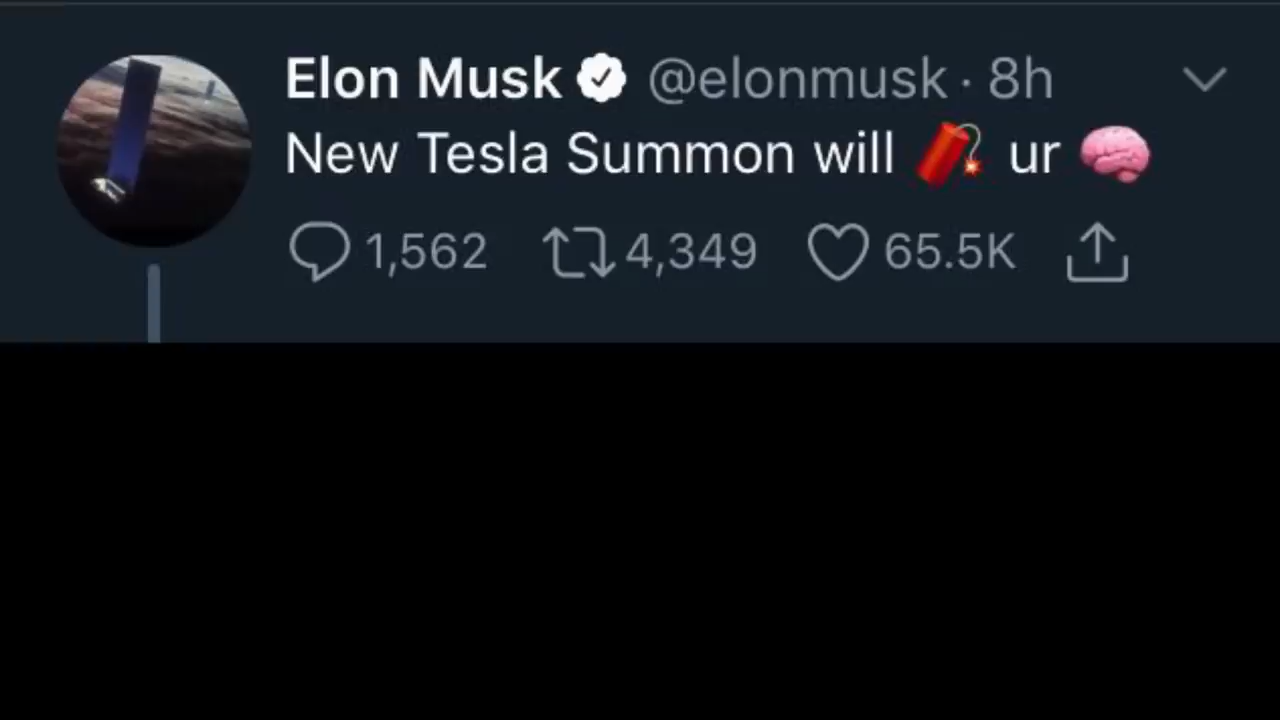 Elon Musk @elonmusk · 8h
New Tesla Summon will 🧨 ur 🧠
1,562 4,349 65.5K